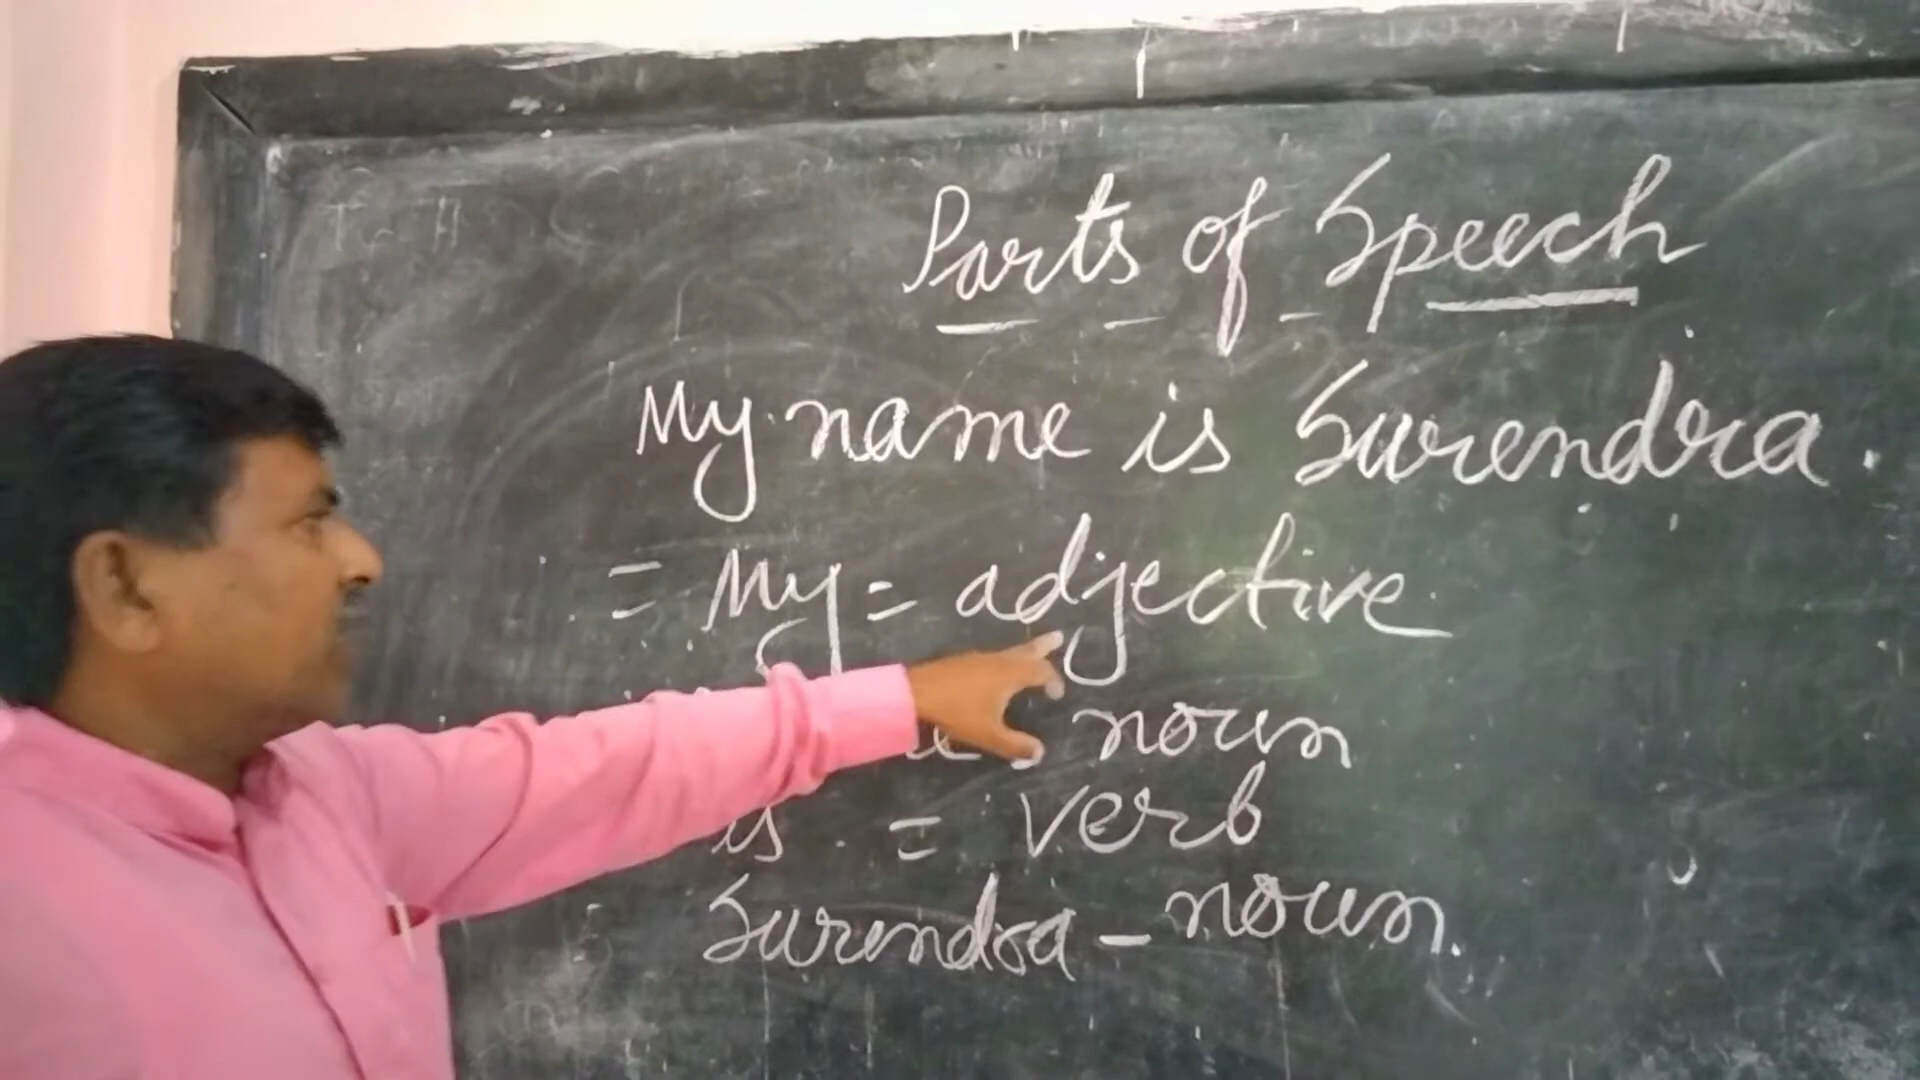 Parts of Speech
My name is Surendra.
= My = adjective
noun
is = verb
Surendra - noun.